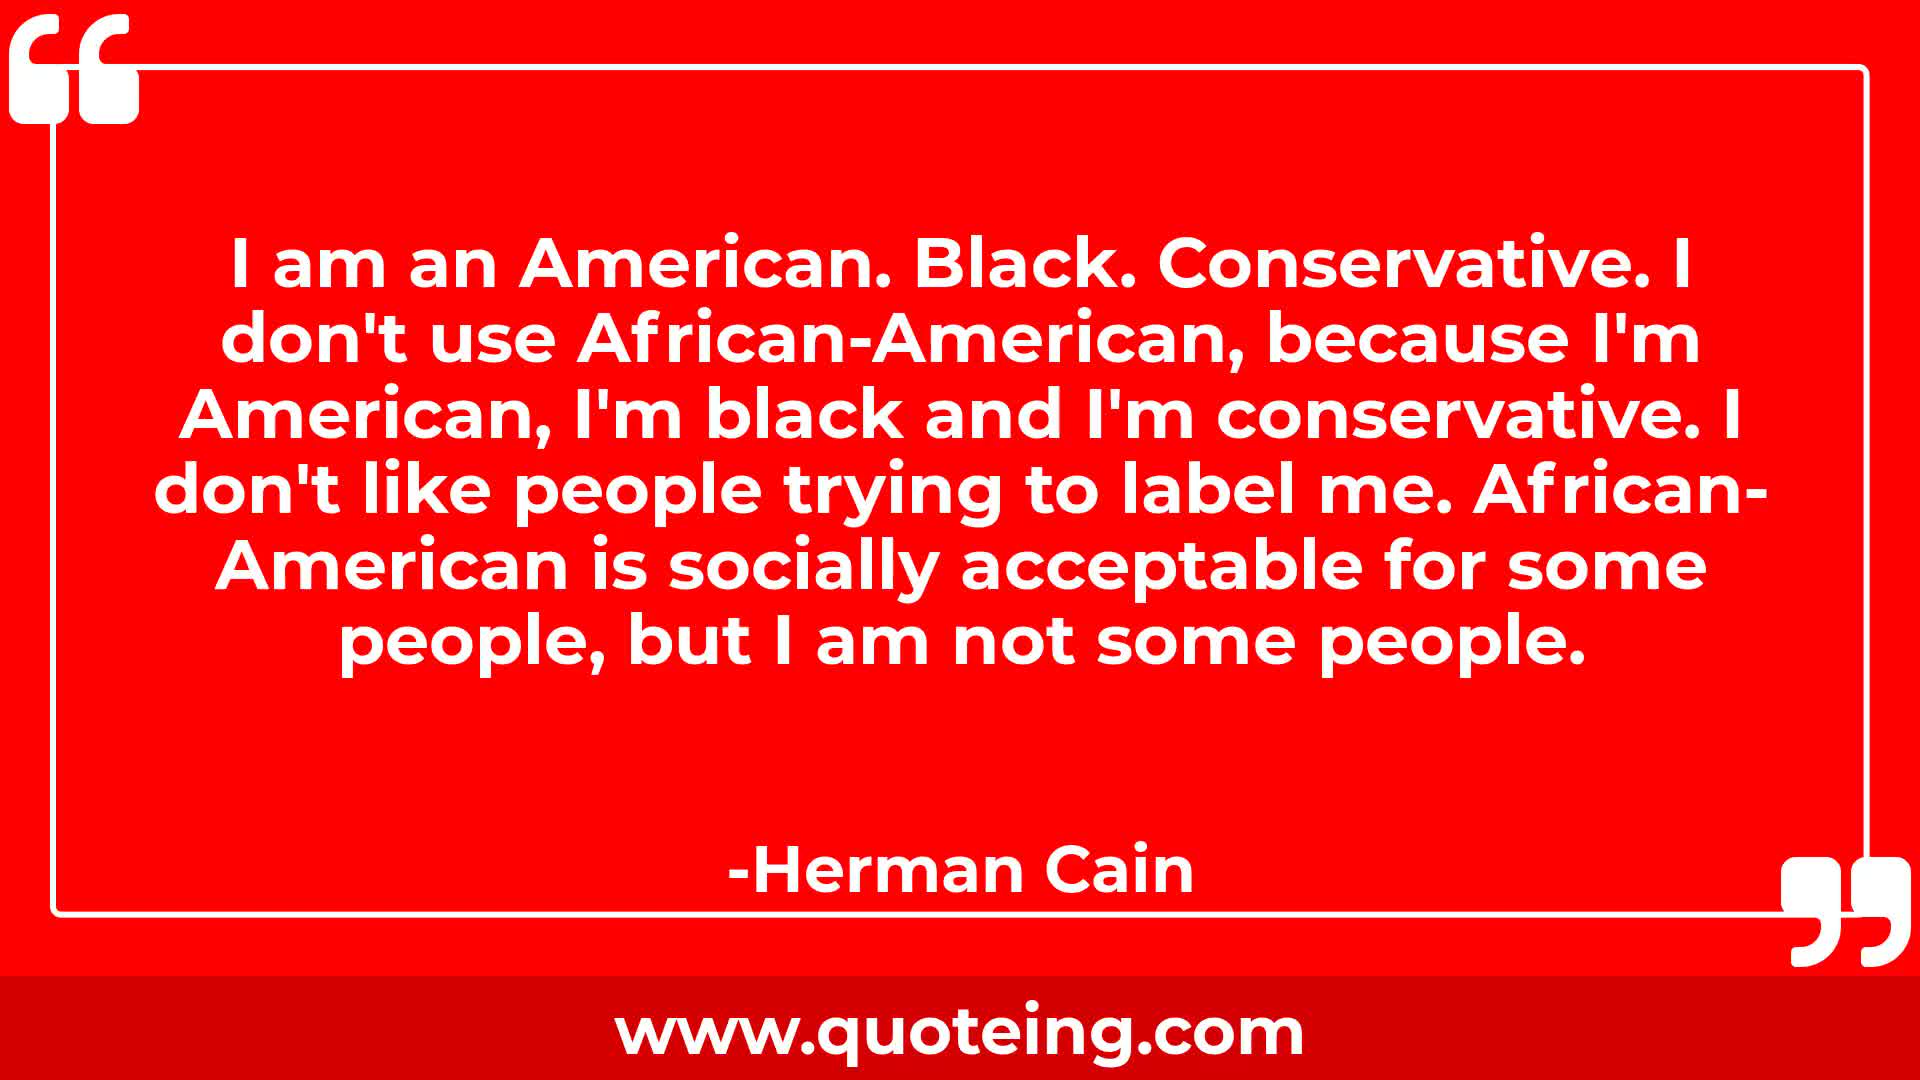 I am an American. Black. Conservative. I
don't use African-American, because I'm
American, I'm black and I'm conservative. I
don't like people trying to label me. African-
American is socially acceptable for some
people, but I am not some people.
-Herman Cain
www.quoteing.com